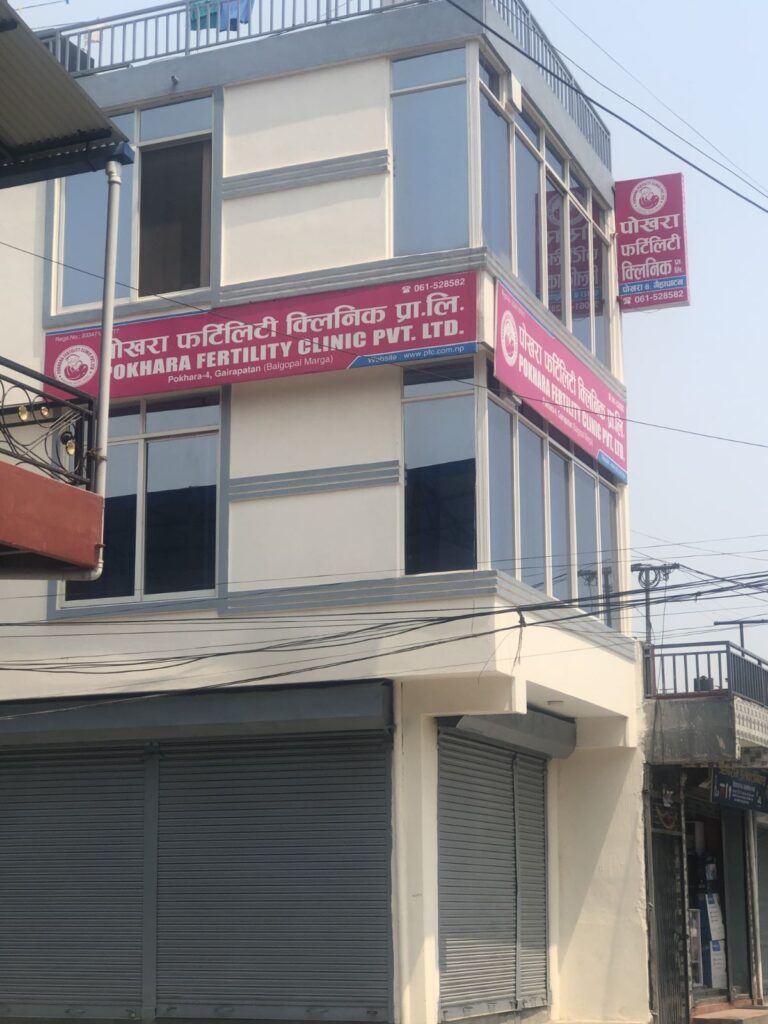 ☎ 061-528582
पोखरा फर्टिलिटी क्लिनिक प्रा.लि.
POKHARA FERTILITY CLINIC PVT. LTD.
Pokhara-4, Gairapatan (Balgopal Marga)
Website : www.ptc.com.np
पोखरा फर्टिलिटी क्लिनिक प्रा.लि.
POKHARA FERTILITY CLINIC PVT. LTD.
पोखरा
फर्टिलिटी
क्लिनिक प्रा. लि.
☎ 061-528582